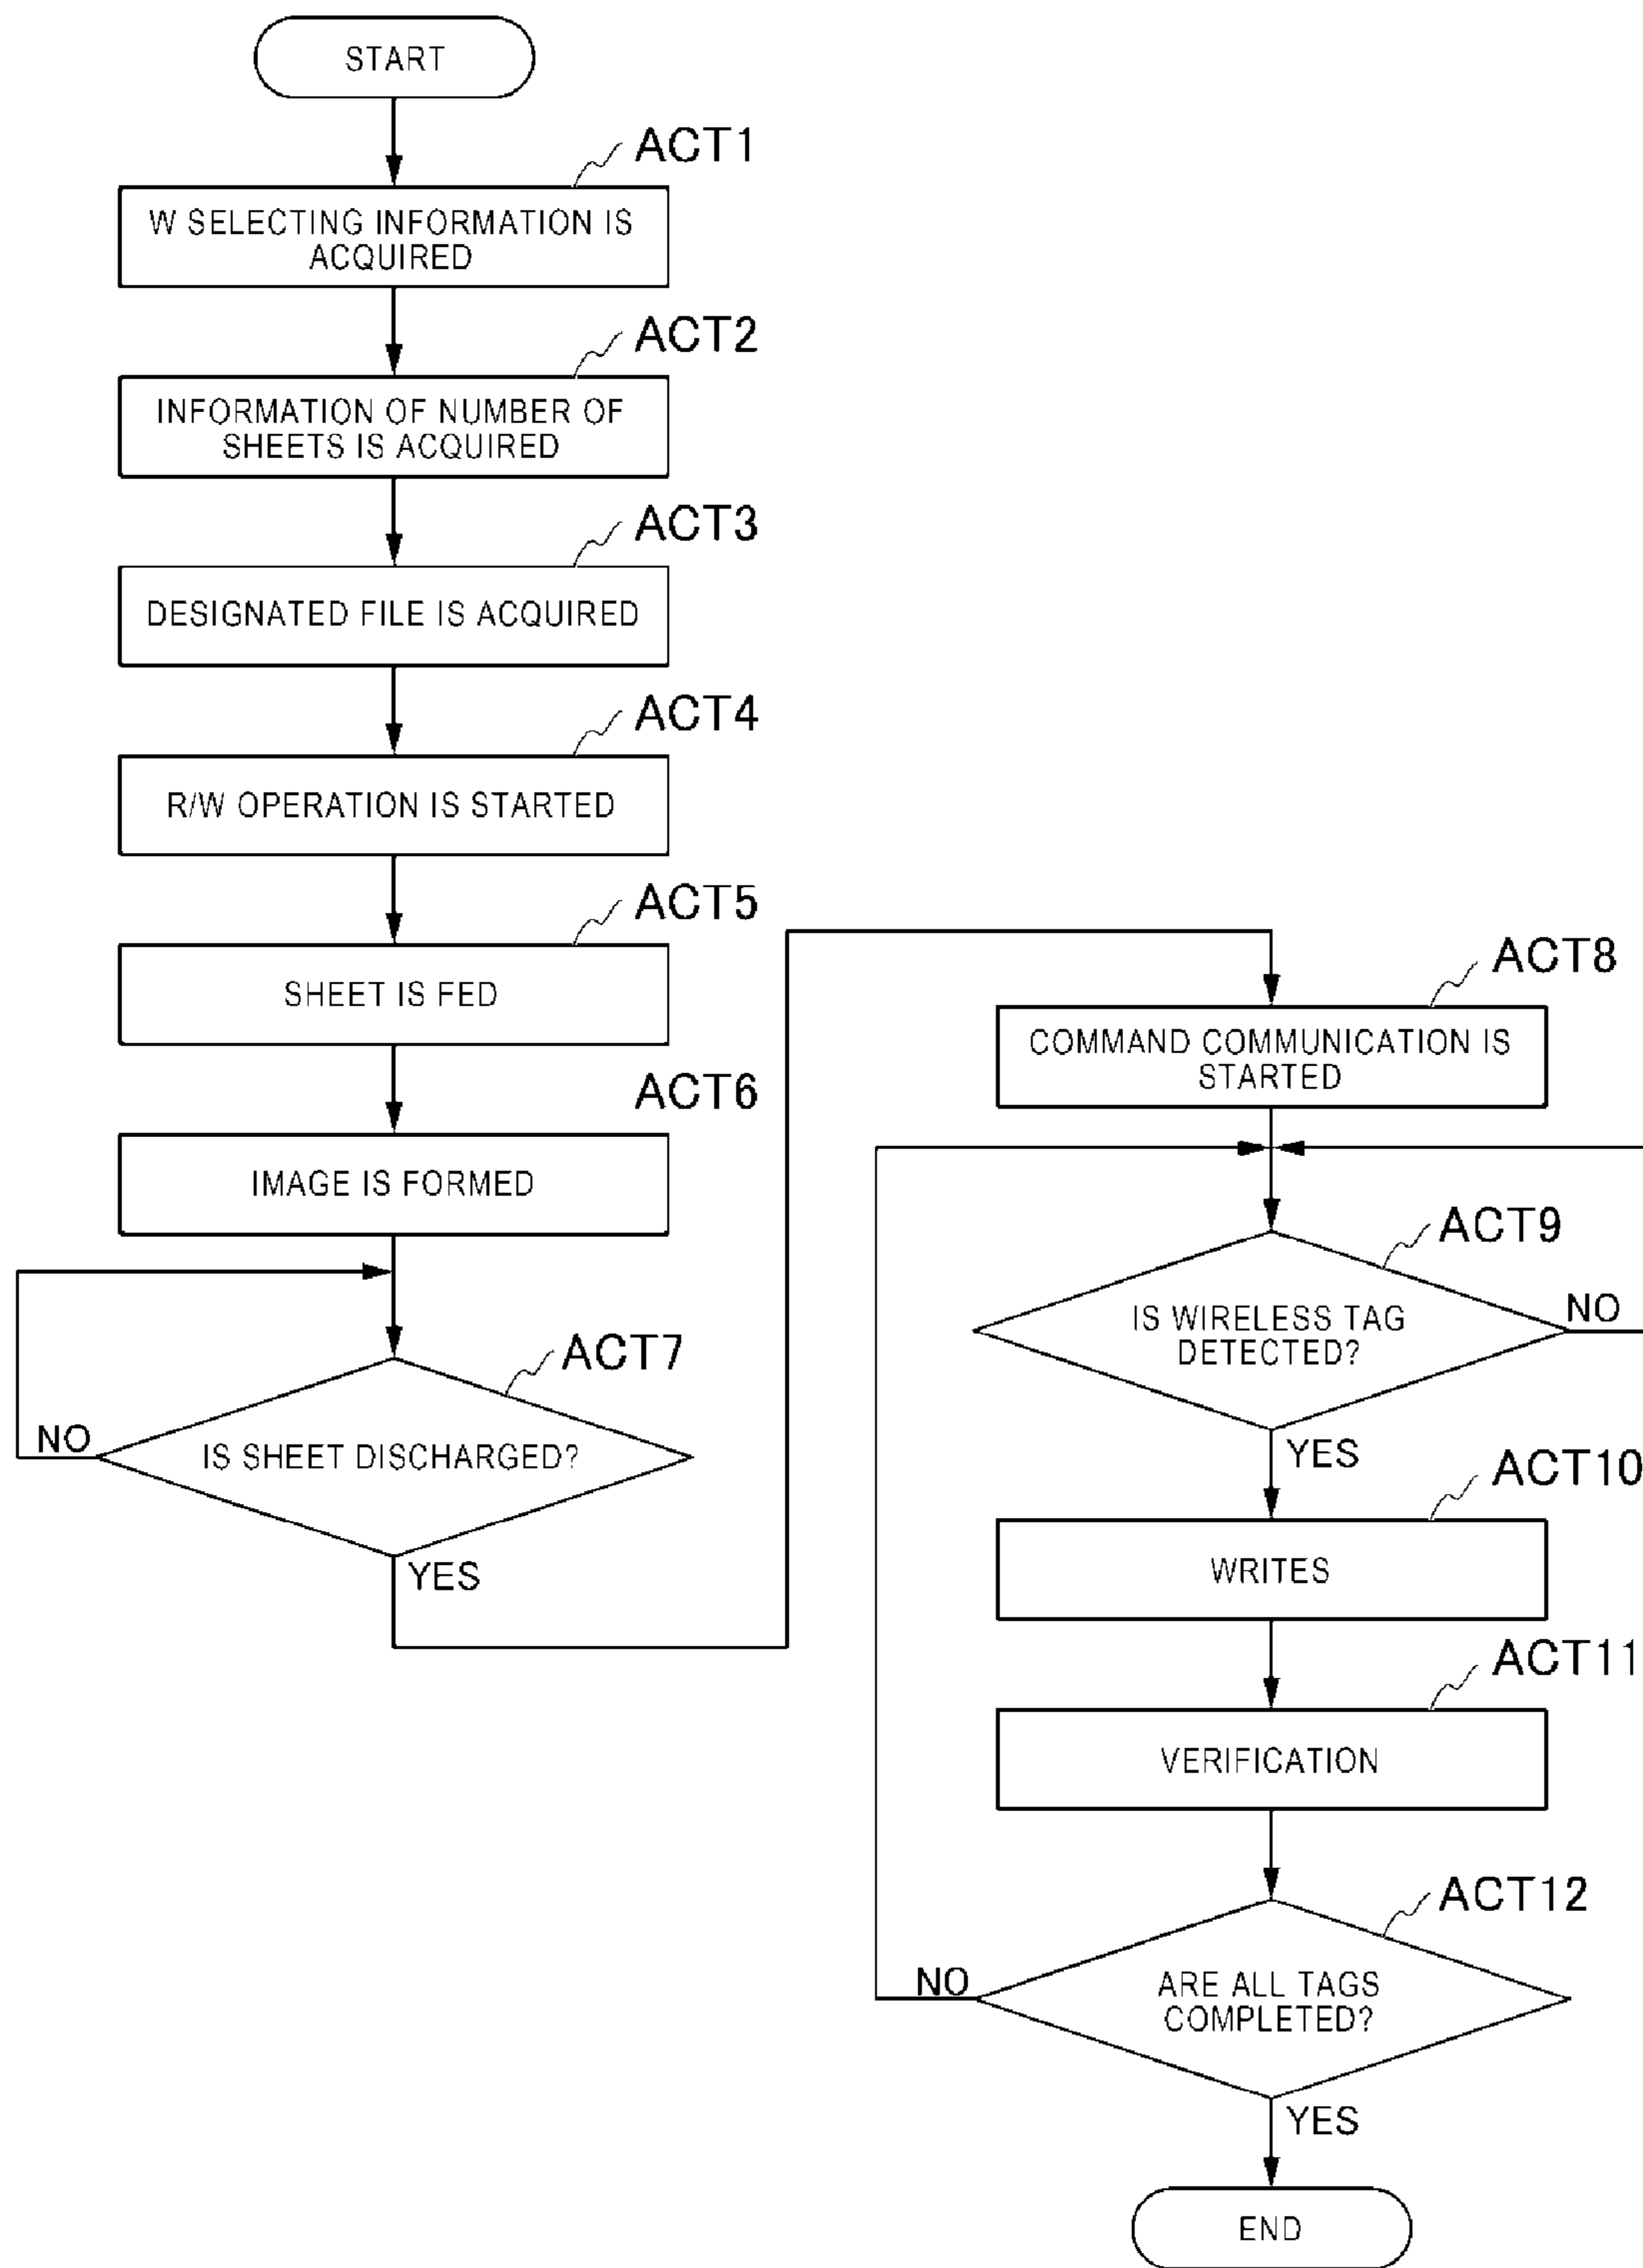 START
ACT1
W SELECTING INFORMATION IS
ACQUIRED
ACT2
INFORMATION OF NUMBER OF
SHEETS IS ACQUIRED
ACT3
DESIGNATED FILE IS ACQUIRED
ACT4
R/W OPERATION IS STARTED
ACT5
SHEET IS FED
ACT6
IMAGE IS FORMED
ACT7
NO
IS SHEET DISCHARGED?
YES
ACT8
COMMAND COMMUNICATION IS
STARTED
ACT9
IS WIRELESS TAG
DETECTED?
NO
YES
ACT10
WRITES
ACT11
VERIFICATION
ACT12
NO
ARE ALL TAGS
COMPLETED?
YES
END